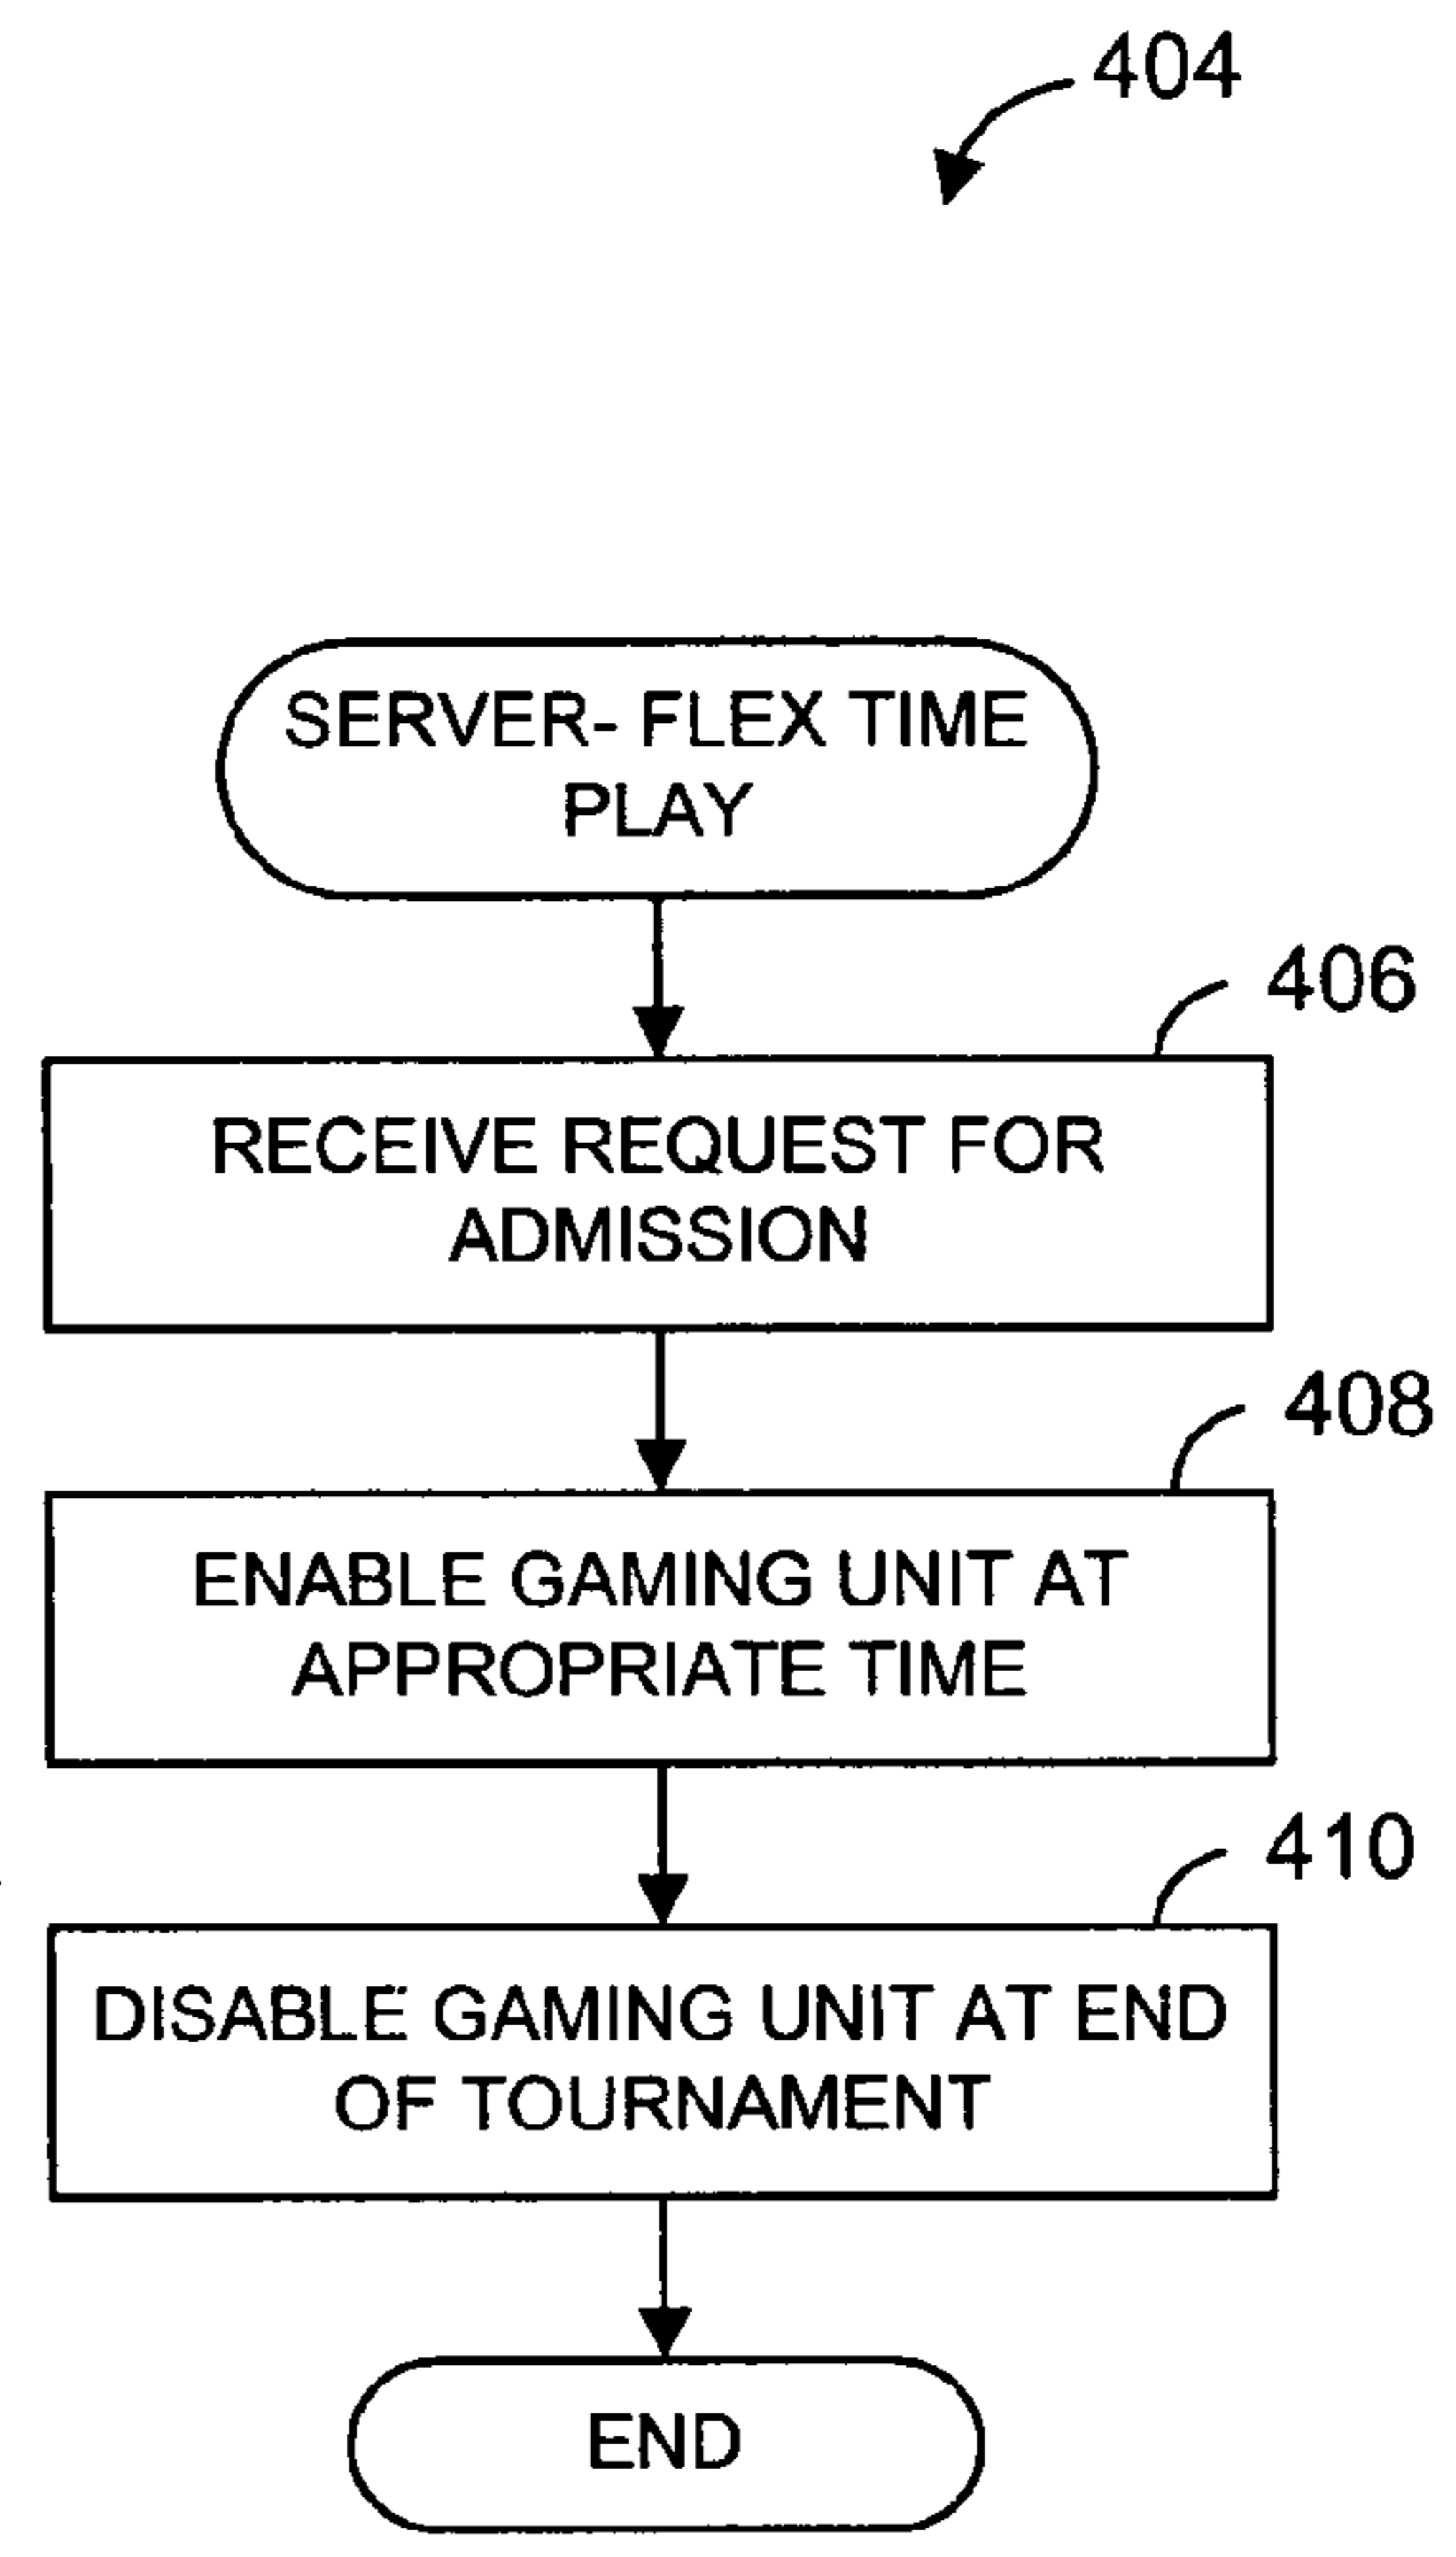 404
SERVER- FLEX TIME
PLAY
406
RECEIVE REQUEST FOR
ADMISSION
408
ENABLE GAMING UNIT AT
APPROPRIATE TIME
410
DISABLE GAMING UNIT AT END
OF TOURNAMENT
END